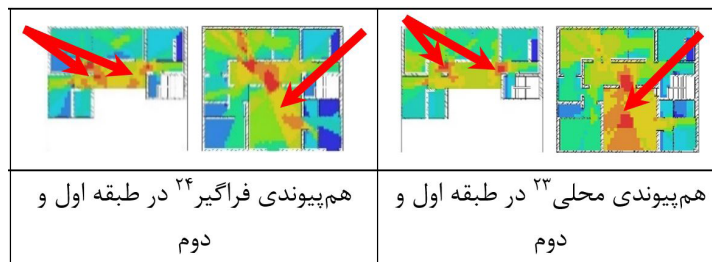 هم‌پیوندی محلی۲۳ در طبقه اول و
دوم
هم‌پیوندی فراگیر۲۴ در طبقه اول و
دوم